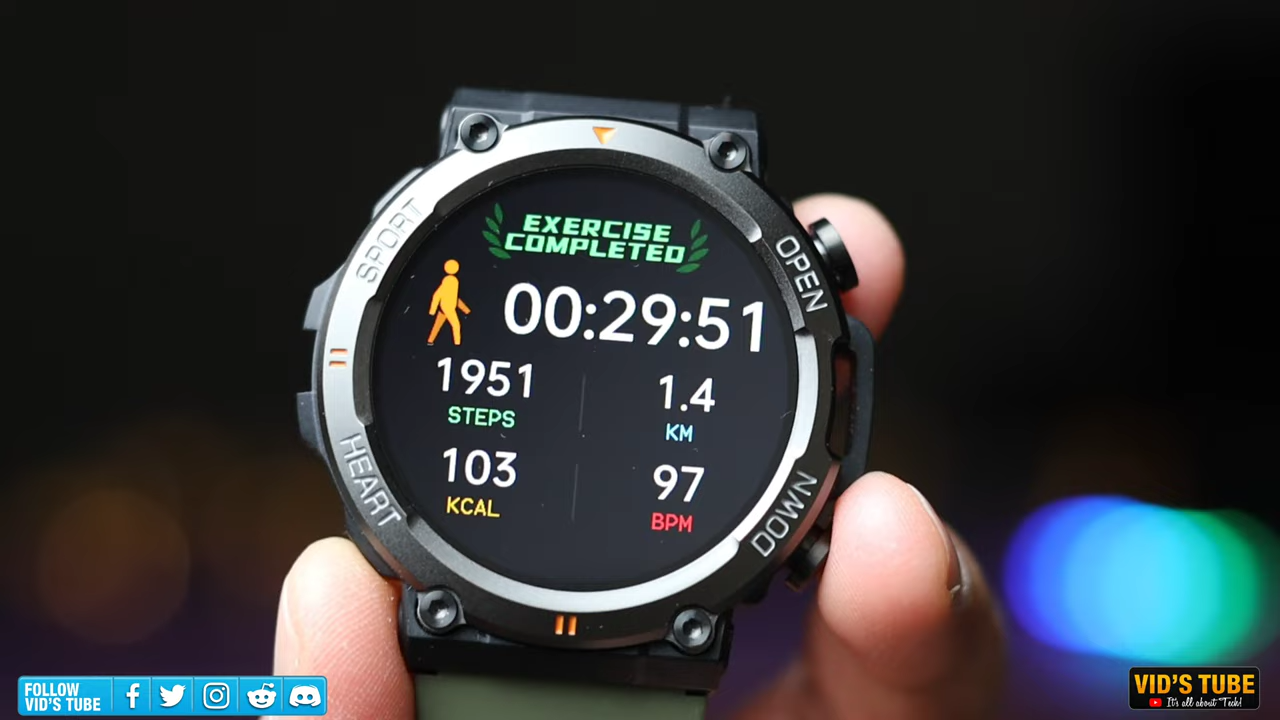 EXERCISE
COMPLETED
00:29:51
1951
STEPS
1.4
KM
103
KCAL
97
BPM
SPORT
OPEN
HEART
DOWN
FOLLOW
VID'S TUBE
VID'S TUBE
It's all about Tech!